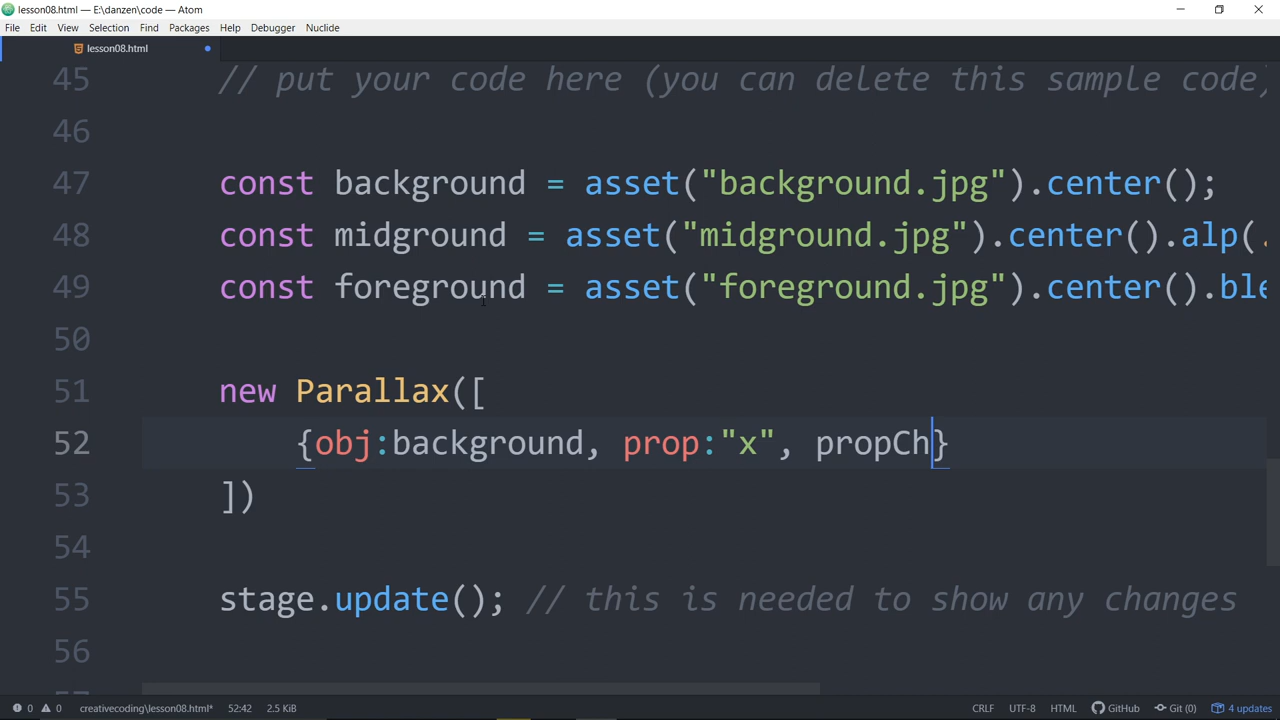 lesson08.html — E:\danzen\code — Atom
File Edit View Selection Find Packages Help Debugger Nuclide
lesson08.html
45 // put your code here (you can delete this sample code)
46
47 const background = asset("background.jpg").center();
48 const midground = asset("midground.jpg").center().alp(.
49 const foreground = asset("foreground.jpg").center().ble
50
51 new Parallax([
52 {obj:background, prop:"x", propCh}
53 ])
54
55 stage.update(); // this is needed to show any changes
56
0 0 creativecoding\lesson08.html* 52:42 2.5 KiB CRLF UTF-8 HTML GitHub Git (0) 4 updates